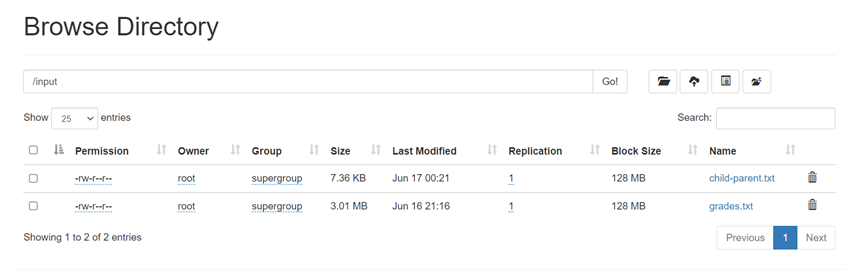 Browse Directory
/input Go!
Show 25 entries Search:
Permission Owner Group Size Last Modified Replication Block Size Name
-rw-r--r-- root supergroup 7.36 KB Jun 17 00:21 1 128 MB child-parent.txt
-rw-r--r-- root supergroup 3.01 MB Jun 16 21:16 1 128 MB grades.txt
Showing 1 to 2 of 2 entries Previous 1 Next